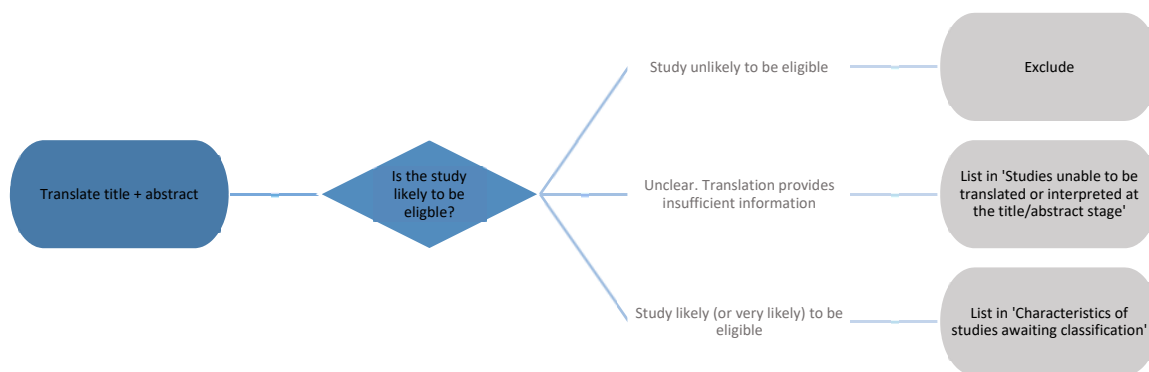 Study unlikely to be eligible
Exclude
Translate title + abstract
Is the study
likely to be
eligble?
Unclear. Translation provides
insufficient information
List in 'Studies unable to be
translated or interpreted at
the title/abstract stage'
Study likely (or very likely) to be
eligible
List in 'Characteristics of
studies awaiting classification'